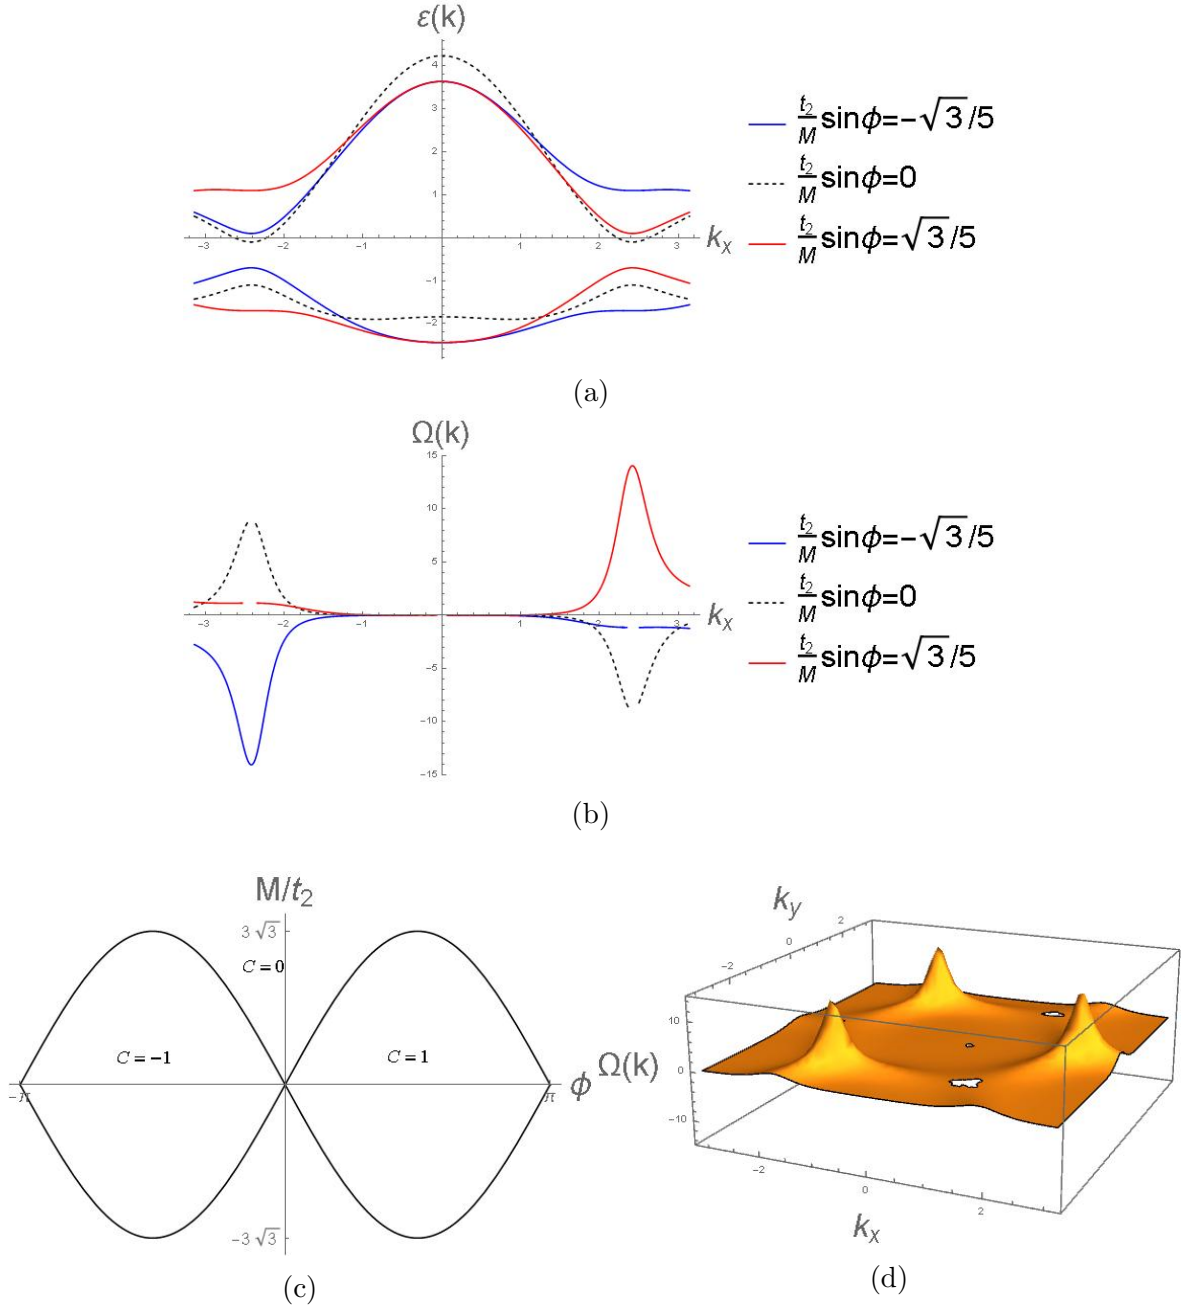 ε(k)
4
3
2
1
-3 -2 -1 1 2 3 kₓ
-1
-2
t₂/M sinϕ=-√3/5
t₂/M sinϕ=0
t₂/M sinϕ=√3/5
(a)
Ω(k)
15
10
5
-3 -2 -1 1 2 3 kₓ
-5
-10
-15
t₂/M sinϕ=-√3/5
t₂/M sinϕ=0
t₂/M sinϕ=√3/5
(b)
M/t₂
3√3
C = 0
C = -1
C = 1
-π π ϕ
-3√3
(c)
k_y
2
0
-2
10
Ω(k) 0
-10
-2
0
2
kₓ
(d)